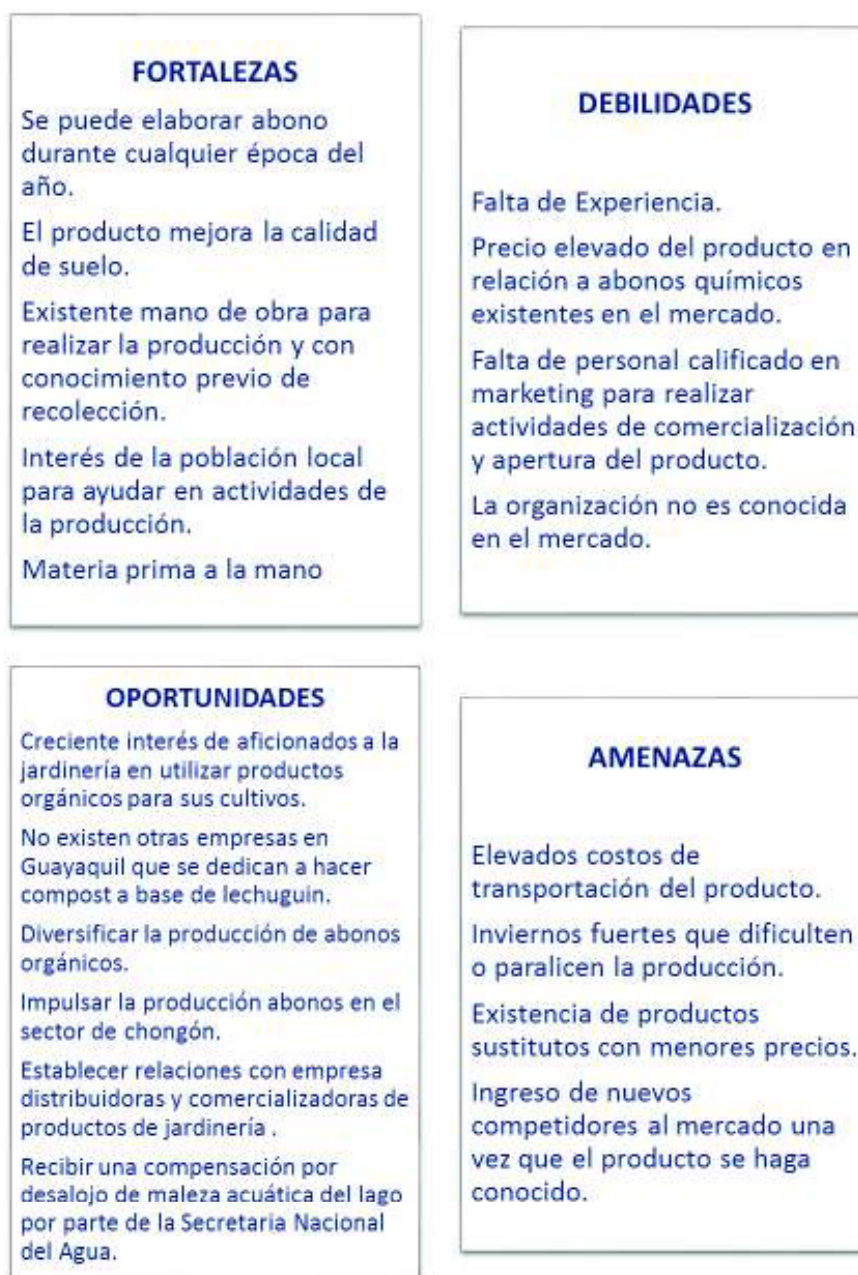 FORTALEZAS
Se puede elaborar abono
durante cualquier época del
año.
El producto mejora la calidad
de suelo.
Existente mano de obra para
realizar la producción y con
conocimiento previo de
recolección.
Interés de la población local
para ayudar en actividades de
la producción.
Materia prima a la mano
DEBILIDADES
Falta de Experiencia.
Precio elevado del producto en
relación a abonos químicos
existentes en el mercado.
Falta de personal calificado en
marketing para realizar
actividades de comercialización
y apertura del producto.
La organización no es conocida
en el mercado.
OPORTUNIDADES
Creciente interés de aficionados a la
jardinería en utilizar productos
orgánicos para sus cultivos.
No existen otras empresas en
Guayaquil que se dedican a hacer
compost a base de lechuguin.
Diversificar la producción de abonos
orgánicos.
Impulsar la producción abonos en el
sector de chongón.
Establecer relaciones con empresa
distribuidoras y comercializadoras de
productos de jardinería .
Recibir una compensación por
desalojo de maleza acuática del lago
por parte de la Secretaria Nacional
del Agua.
AMENAZAS
Elevados costos de
transportación del producto.
Inviernos fuertes que dificulten
o paralicen la producción.
Existencia de productos
sustitutos con menores precios.
Ingreso de nuevos
competidores al mercado una
vez que el producto se haga
conocido.